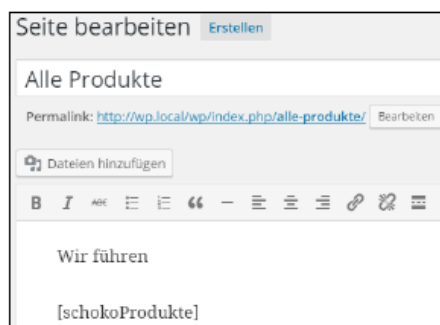 Seite bearbeiten Erstellen
Alle Produkte
Permalink: http://wp.local/wp/index.php/alle-produkte/ Bearbeiten
Dateien hinzufügen
B I ABC
Wir führen
[schokoProdukte]